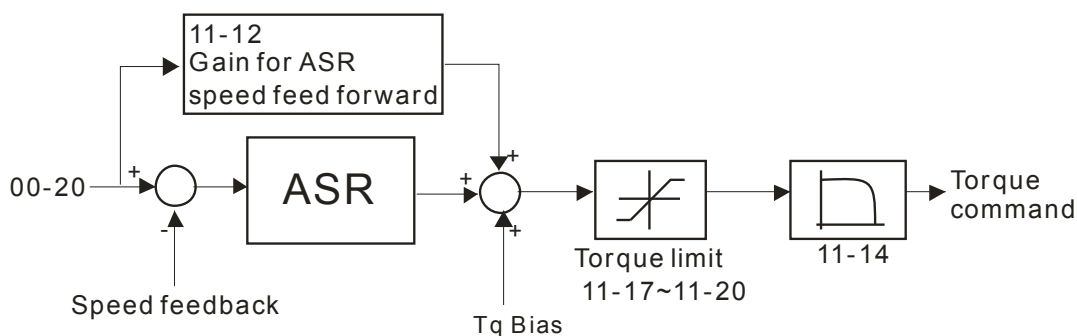 11-12
Gain for ASR
speed feed forward
+
+
00-20
+
ASR
+
Torque
command
-
+
Torque limit
11-17~11-20
11-14
Speed feedback
Tq Bias